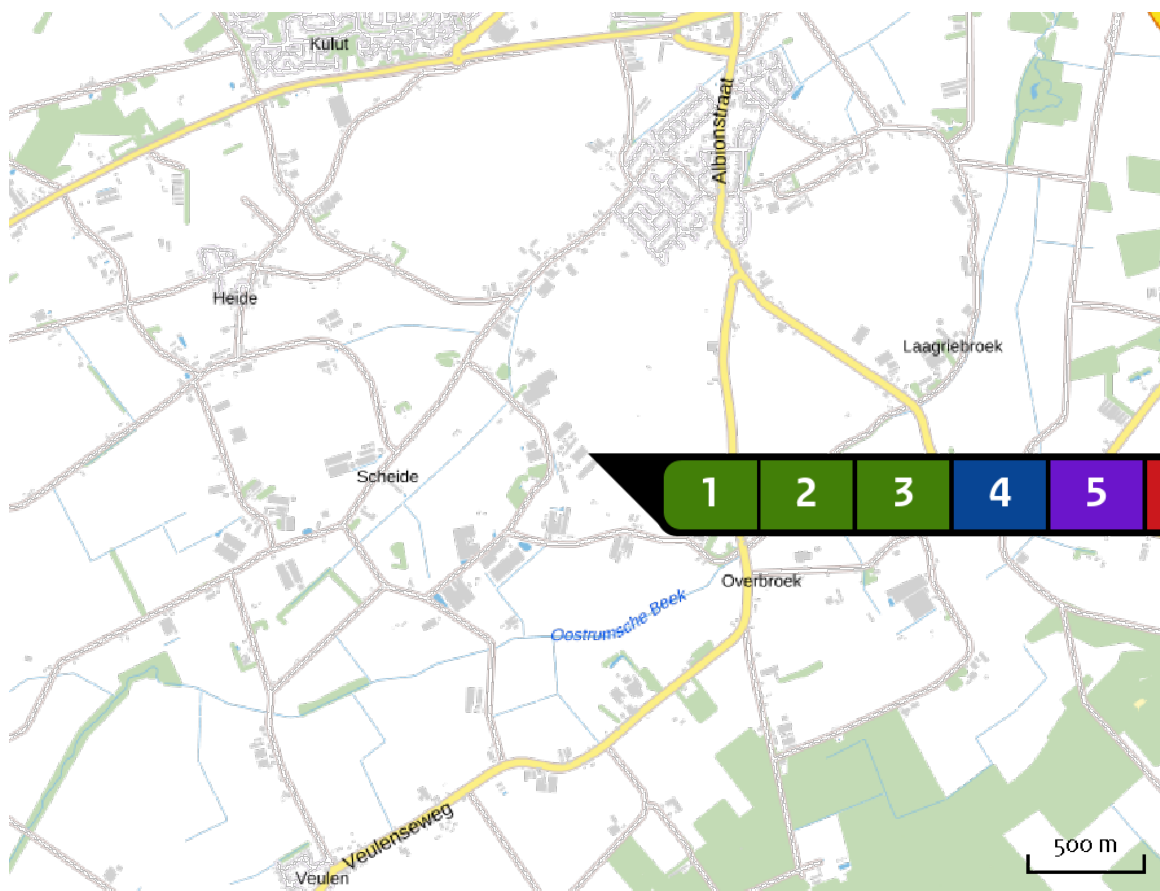 Kulut
Albionstraat
Heide
Laagriebroek
Scheide
1 2 3 4 5
Overbroek
Oostrumsche Beek
Veulenseweg
500 m
Veulen